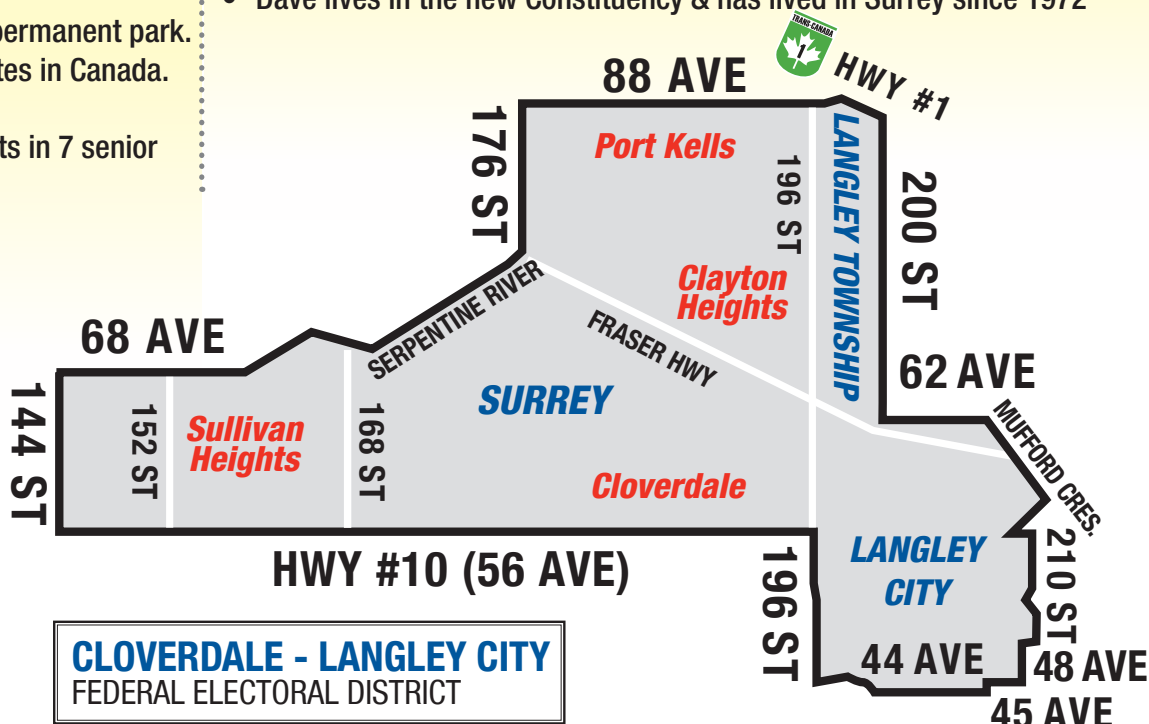 permanent park.
tes in Canada.
ts in 7 senior
• Dave lives in the new Constituency & has lived in Surrey since 1972
TRANS-CANADA
1
HWY #1
88 AVE
176 ST
Port Kells
196 ST
LANGLEY TOWNSHIP
200 ST
Clayton
Heights
SERPENTINE RIVER
FRASER HWY
68 AVE
62 AVE
MUFFORD CRES.
144 ST
152 ST
Sullivan
Heights
168 ST
SURREY
Cloverdale
HWY #10 (56 AVE)
196 ST
LANGLEY
CITY
210 ST
44 AVE
48 AVE
45 AVE
CLOVERDALE - LANGLEY CITY
FEDERAL ELECTORAL DISTRICT